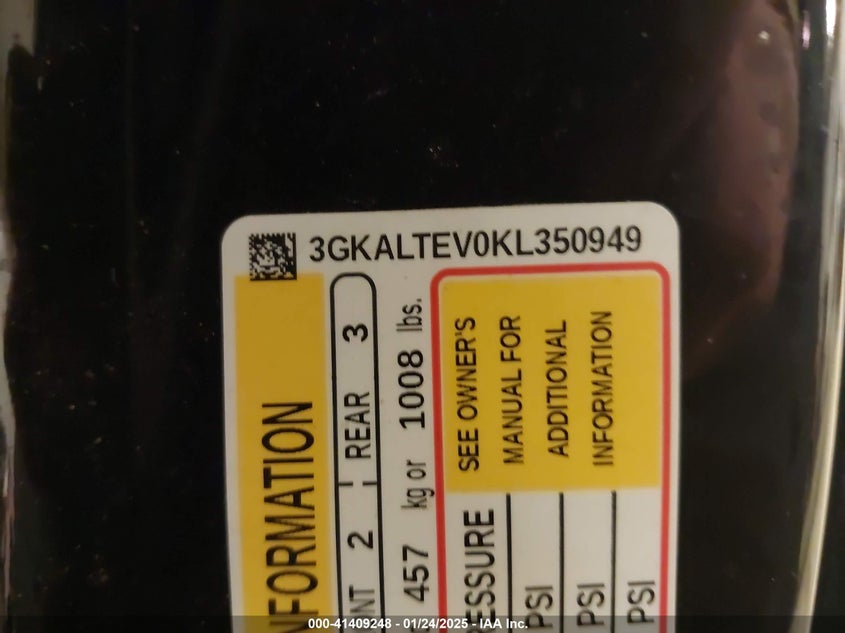 3GKALTEV0KL350949
NFORMATION
NT 2 REAR 3
457 kg or 1008 lbs.
ESSURE
SEE OWNER'S
MANUAL FOR
ADDITIONAL
INFORMATION
PSI
PSI
PSI
000-41409248 - 01/24/2025 - IAA Inc.